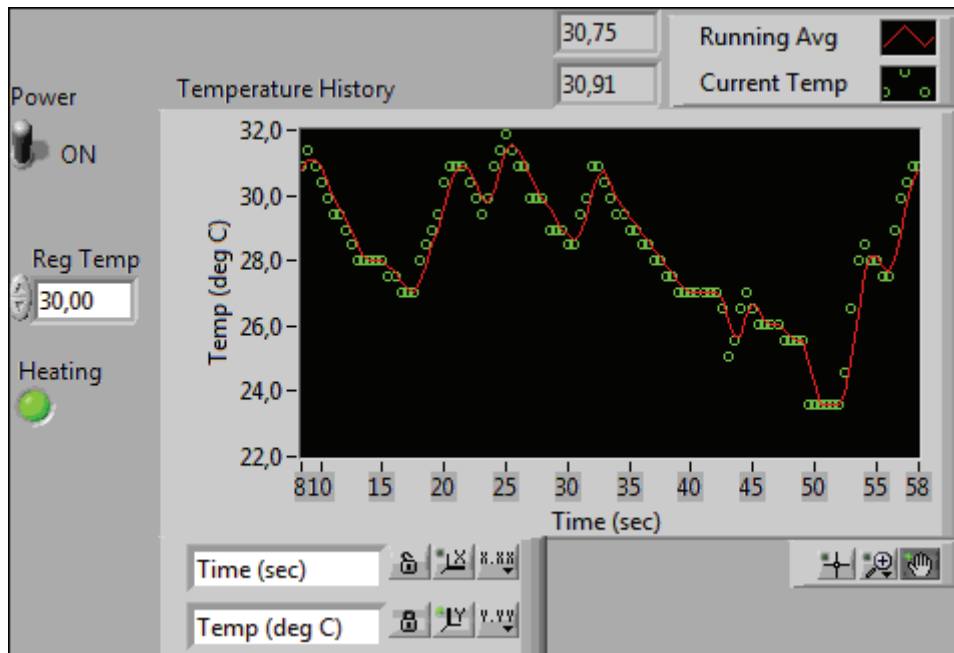 30,75
Running Avg
Temperature History
30,91
Current Temp
Power
ON
32,0
30,0
28,0
26,0
24,0
22,0
Temp (deg C)
Reg Temp
30,00
Heating
8 10 15 20 25 30 35 40 45 50 55 58
Time (sec)
Time (sec)
X.XX
Temp (deg C)
Y.YY